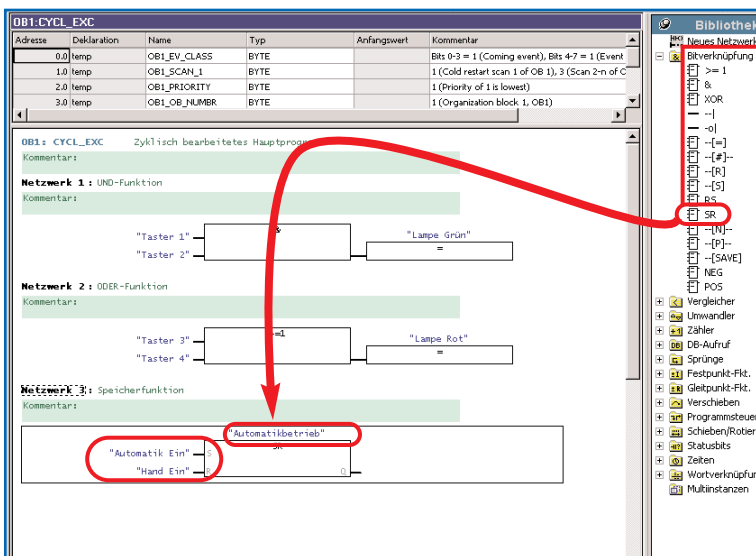 OB1:CYCL_EXC
Adresse Deklaration Name Typ Anfangswert Kommentar
0.0 temp OB1_EV_CLASS BYTE Bits 0-3 = 1 (Coming event), Bits 4-7 = 1 (Event
1.0 temp OB1_SCAN_1 BYTE 1 (Cold restart scan 1 of OB 1), 3 (Scan 2-n of O
2.0 temp OB1_PRIORITY BYTE 1 (Priority of 1 is lowest)
3.0 temp OB1_OB_NUMBR BYTE 1 (Organization block 1, OB1)
OB1: CYCL_EXC Zyklisch bearbeitetes Hauptprog
Kommentar:
Netzwerk 1 : UND-Funktion
Kommentar:
&
"Taster 1"
"Taster 2"
"Lampe Grün"
=
Netzwerk 2 : ODER-Funktion
Kommentar:
>=1
"Taster 3"
"Taster 4"
"Lampe Rot"
=
Netzwerk 3 : Speicherfunktion
Kommentar:
"Automatikbetrieb"
SR
"Automatik Ein" S
"Hand Ein" R Q
Bibliothek
Neues Netzwerk
Bitverknüpfung
>= 1
&
XOR
--|
--o|
--[=]
--[#]--
--[R]
--[S]
RS
SR
--[N]--
--[P]--
--[SAVE]
NEG
POS
Vergleicher
Umwandler
Zähler
DB-Aufruf
Sprünge
Festpunkt-Fkt.
Gleitpunkt-Fkt.
Verschieben
Programmsteuer
Schieben/Rotier
Statusbits
Zeiten
Wortverknüpfun
Multiinstanzen